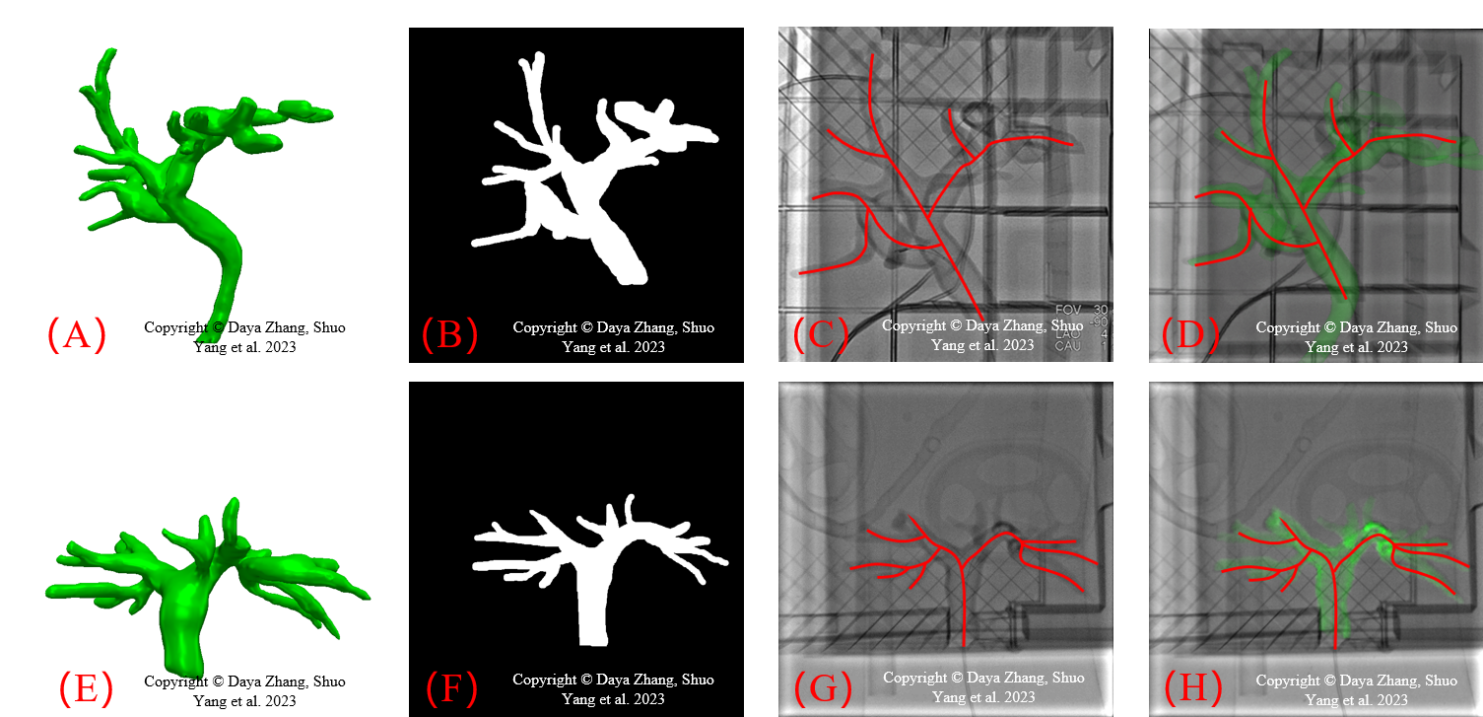 (A)
Copyright © Daya Zhang, Shuo
Yang et al. 2023
(B)
Copyright © Daya Zhang, Shuo
Yang et al. 2023
FOV 30
LAO
CAU
(C)
Copyright © Daya Zhang, Shuo
Yang et al. 2023
(D)
Copyright © Daya Zhang, Shuo
Yang et al. 2023
(E)
Copyright © Daya Zhang, Shuo
Yang et al. 2023
(F)
Copyright © Daya Zhang, Shuo
Yang et al. 2023
(G)
Copyright © Daya Zhang, Shuo
Yang et al. 2023
(H)
Copyright © Daya Zhang, Shuo
Yang et al. 2023